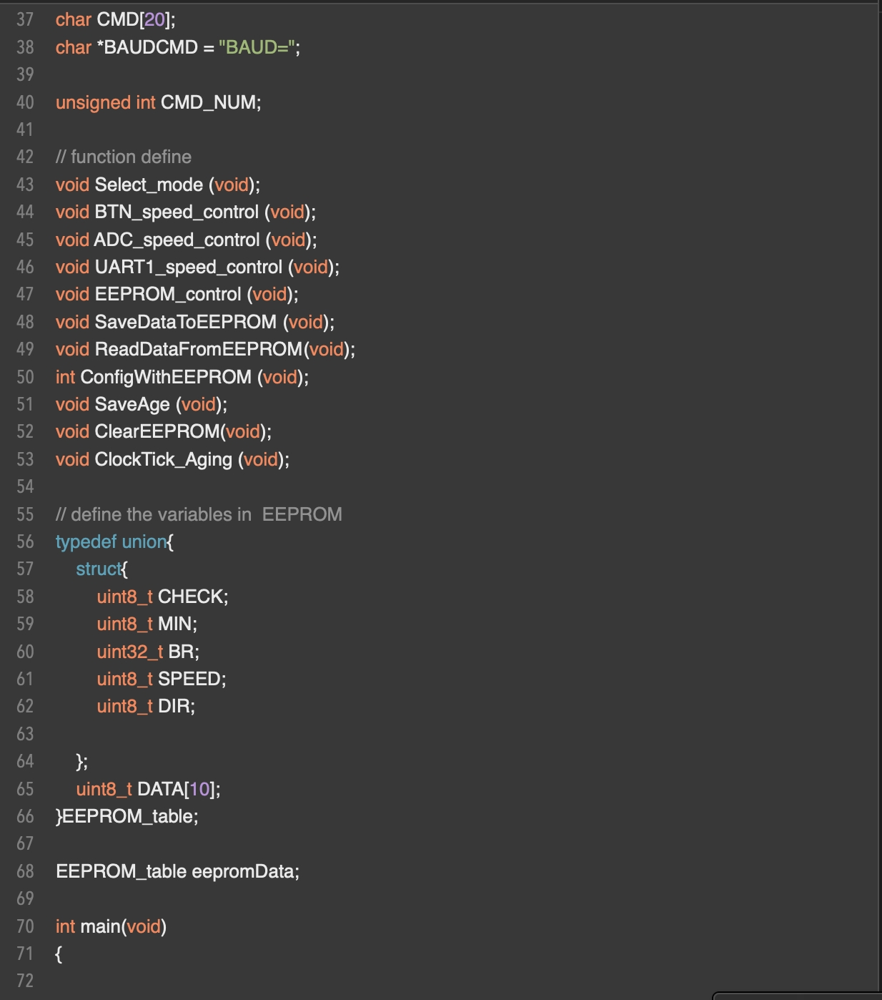 37 char CMD[20];
38 char *BAUDCMD = "BAUD=";
39
40 unsigned int CMD_NUM;
41
42 // function define
43 void Select_mode (void);
44 void BTN_speed_control (void);
45 void ADC_speed_control (void);
46 void UART1_speed_control (void);
47 void EEPROM_control (void);
48 void SaveDataToEEPROM (void);
49 void ReadDataFromEEPROM(void);
50 int ConfigWithEEPROM (void);
51 void SaveAge (void);
52 void ClearEEPROM(void);
53 void ClockTick_Aging (void);
54
55 // define the variables in  EEPROM
56 typedef union{
57     struct{
58         uint8_t CHECK;
59         uint8_t MIN;
60         uint32_t BR;
61         uint8_t SPEED;
62         uint8_t DIR;
63
64     };
65     uint8_t DATA[10];
66 }EEPROM_table;
67
68 EEPROM_table eepromData;
69
70 int main(void)
71 {
72